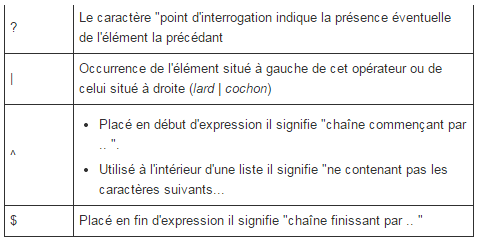 ?
Le caractère "point d'interrogation indique la présence éventuelle
de l'élément la précédant
|
Occurrence de l'élément situé à gauche de cet opérateur ou de
celui situé à droite (lard | cochon)
^
• Placé en début d'expression il signifie "chaîne commençant par
.. ".
• Utilisé à l'intérieur d'une liste il signifie "ne contenant pas les
caractères suivants...
$
Placé en fin d'expression il signifie "chaîne finissant par .. "